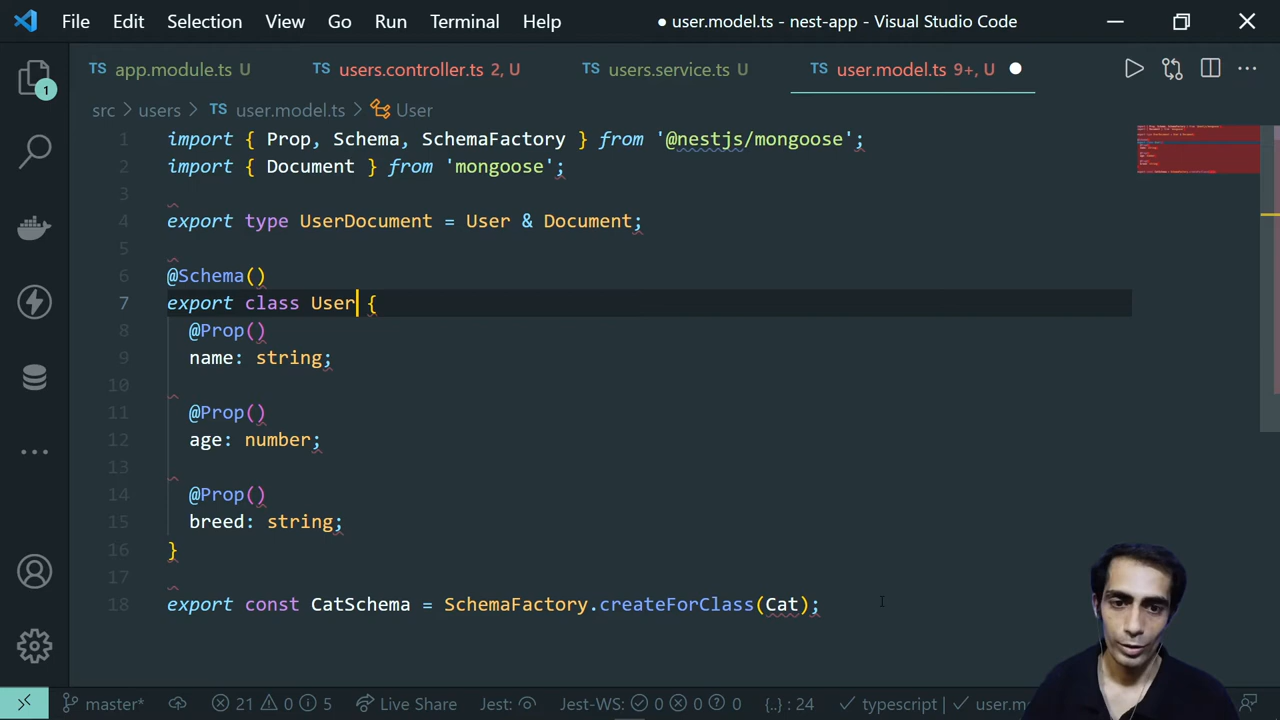 File Edit Selection View Go Run Terminal Help ● user.model.ts - nest-app - Visual Studio Code
TS app.module.ts U TS users.controller.ts 2, U TS users.service.ts U TS user.model.ts 9+, U
src > users > TS user.model.ts > User
1
1 import { Prop, Schema, SchemaFactory } from '@nestjs/mongoose';
2 import { Document } from 'mongoose';
3
4 export type UserDocument = User & Document;
5
6 @Schema()
7 export class User {
8 @Prop()
9 name: string;
10
11 @Prop()
12 age: number;
13
14 @Prop()
15 breed: string;
16 }
17
18 export const CatSchema = SchemaFactory.createForClass(Cat);
master* 21 0 5 Live Share Jest: Jest-WS: 0 0 0 {..} : 24 typescript